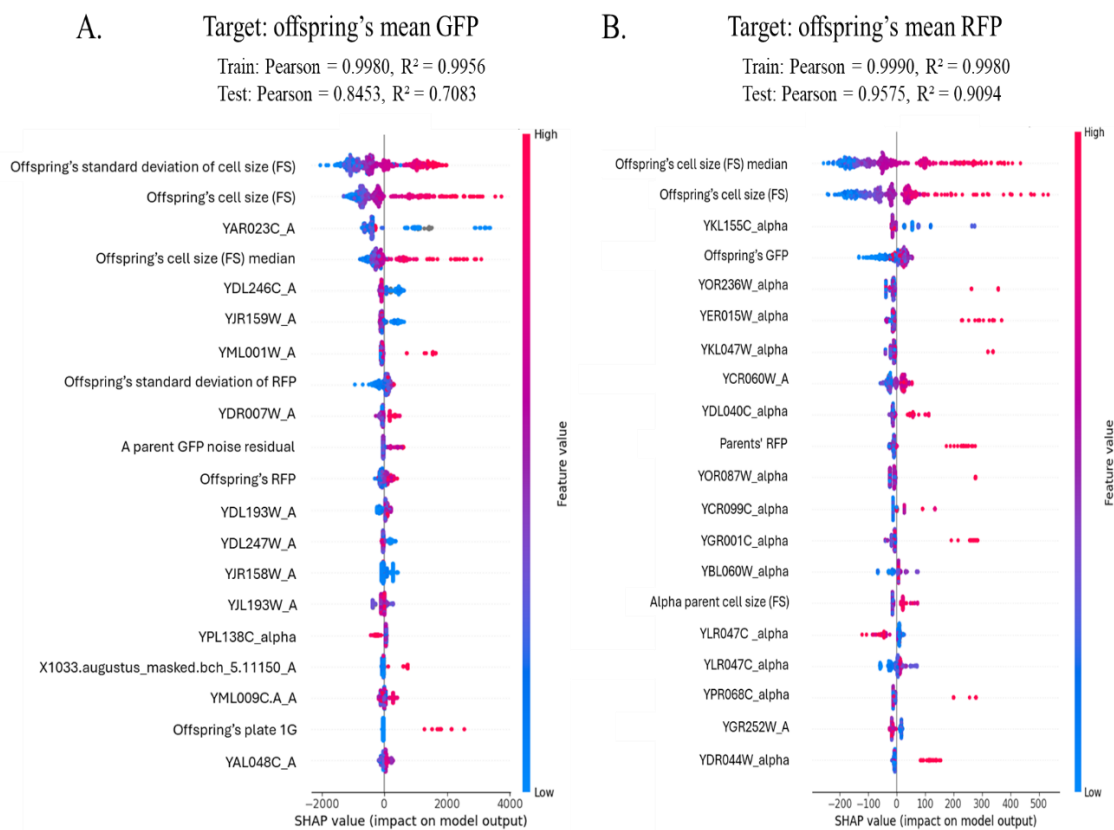 A.
Target: offspring's mean GFP
Train: Pearson = 0.9980, R² = 0.9956
Test: Pearson = 0.8453, R² = 0.7083
High
Offspring's standard deviation of cell size (FS)
Offspring's cell size (FS)
YAR023C_A
Offspring's cell size (FS) median
YDL246C_A
YJR159W_A
YML001W_A
Offspring's standard deviation of RFP
YDR007W_A
A parent GFP noise residual
Offspring's RFP
YDL193W_A
YDL247W_A
YJR158W_A
YJL193W_A
YPL138C_alpha
X1033.augustus_masked.bch_5.11150_A
YML009C.A_A
Offspring's plate 1G
YAL048C_A
Feature value
Low
−2000 0 2000 4000
SHAP value (impact on model output)
B.
Target: offspring's mean RFP
Train: Pearson = 0.9990, R² = 0.9980
Test: Pearson = 0.9575, R² = 0.9094
High
Offspring's cell size (FS) median
Offspring's cell size (FS)
YKL155C_alpha
Offspring's GFP
YOR236W_alpha
YER015W_alpha
YKL047W_alpha
YCR060W_A
YDL040C_alpha
Parents' RFP
YOR087W_alpha
YCR099C_alpha
YGR001C_alpha
YBL060W_alpha
Alpha parent cell size (FS)
YLR047C_alpha
YLR047C_alpha
YPR068C_alpha
YGR252W_A
YDR044W_alpha
Feature value
Low
−200 −100 0 100 200 300 400 500
SHAP value (impact on model output)